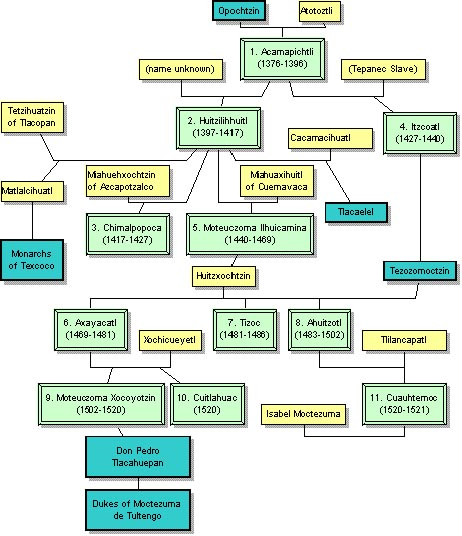 Opochtzin
Atotoztli
1. Acamapichtli
(1376-1396)
(name unknown)
(Tepanec Slave)
Tetzihuatzin
of Tlacopan
2. Huitzilihhuitl
(1397-1417)
4. Itzcoatl
(1427-1440)
Cacamacihuatl
Matlalcihuatl
Miahuehxochtzin
of Azcapotzalco
Miahuaxihuitl
of Cuernavaca
Tlacaelel
3. Chimalpopoca
(1417-1427)
5. Moteuczoma Ilhuicamina
(1440-1469)
Monarchs
of Texcoco
Huitzxochtzin
Tezozomoctzin
6. Axayacatl
(1469-1481)
7. Tizoc
(1481-1486)
8. Ahuitzotl
(1483-1502)
Xochicueyetl
Tlilancapatl
9. Moteuczoma Xocoyotzin
(1502-1520)
10. Cuitlahuac
(1520)
11. Cuauhtemoc
(1520-1521)
Isabel Moctezuma
Don Pedro
Tlacahuepan
Dukes of Moctezuma
de Tultengo